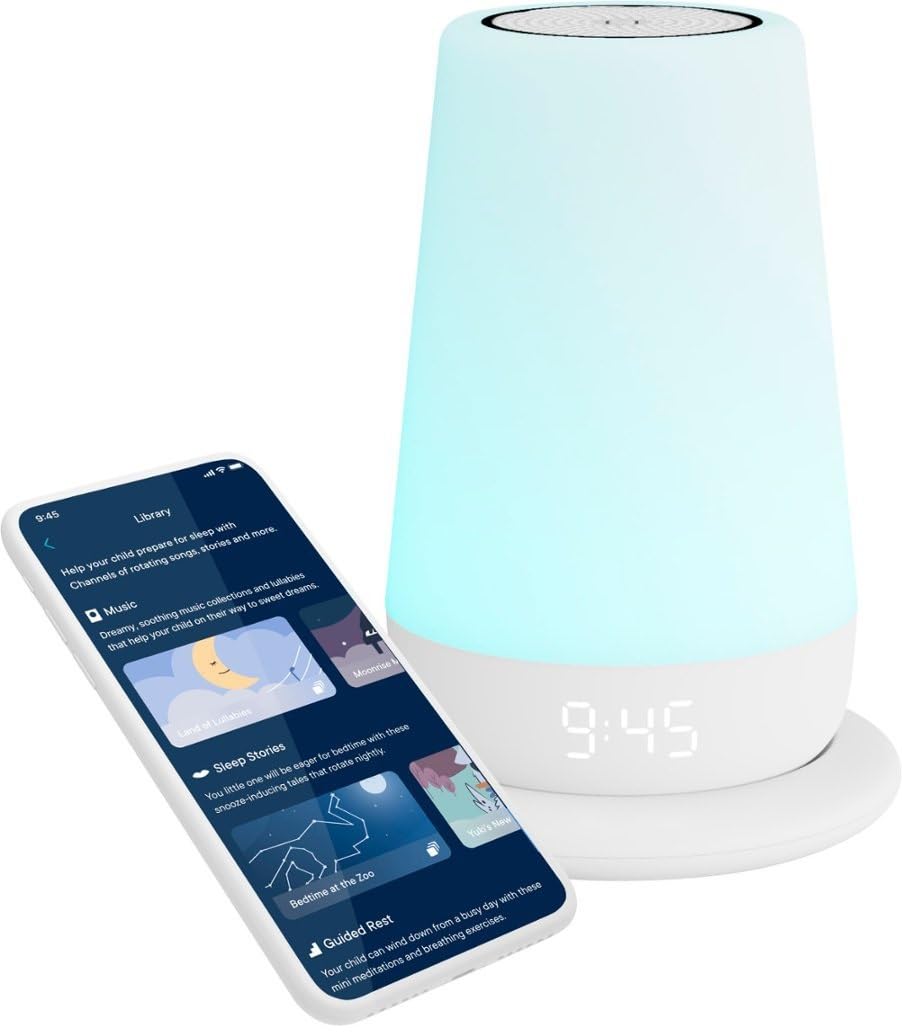 9:45
Library
Help your child prepare for sleep with
Channels of rotating songs, stories and more.
Music
Dreamy, soothing music collections and lullabies
that help your child on their way to sweet dreams.
Land of Lullabies
Moonrise M
Sleep Stories
You little one will be eager for bedtime with these
snooze-inducing tales that rotate nightly.
Bedtime at the Zoo
Yuki's New
Guided Rest
Your child can wind down from a busy day with these
mini meditations and breathing exercises.
9:45